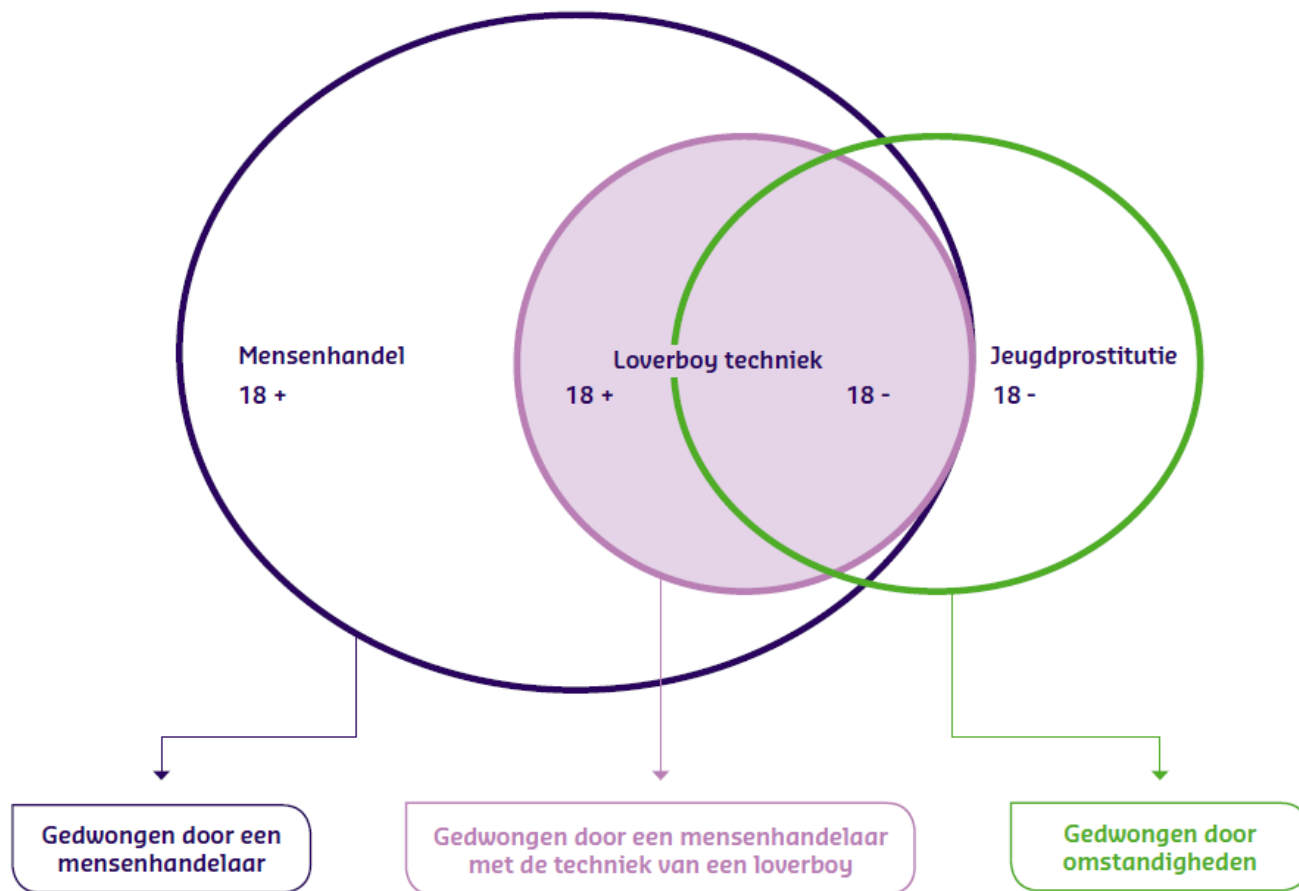 Mensenhandel
18 +
Loverboy techniek
18 +
18 -
Jeugdprostitutie
18 -
Gedwongen door een
mensenhandelaar
Gedwongen door een mensenhandelaar
met de techniek van een loverboy
Gedwongen door
omstandigheden